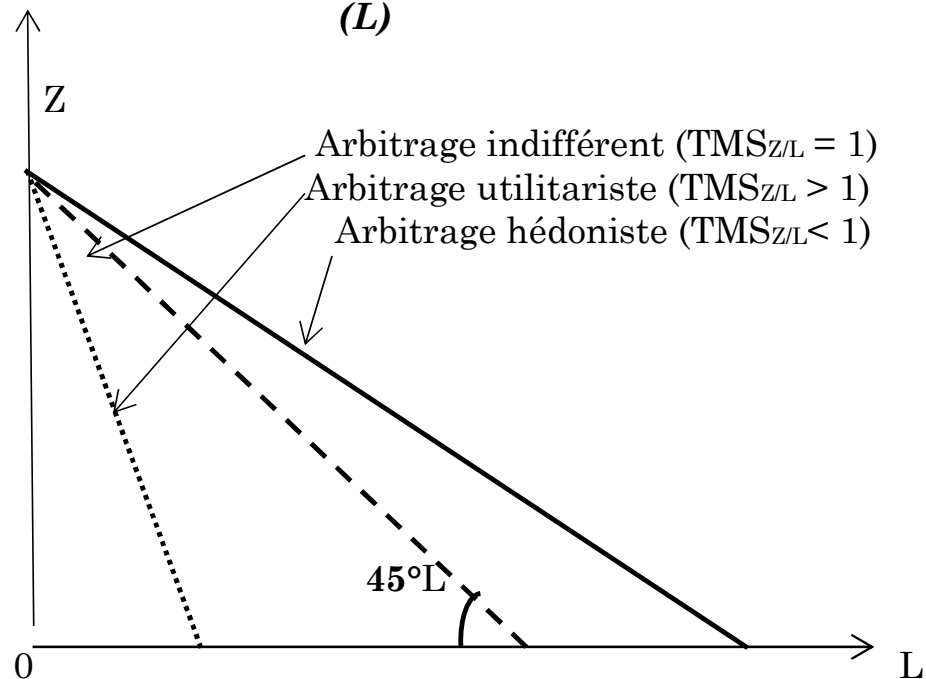 (L)
Z
Arbitrage indifférent (TMSZ/L = 1)
Arbitrage utilitariste (TMSZ/L > 1)
Arbitrage hédoniste (TMSZ/L< 1)
45°L
0
L